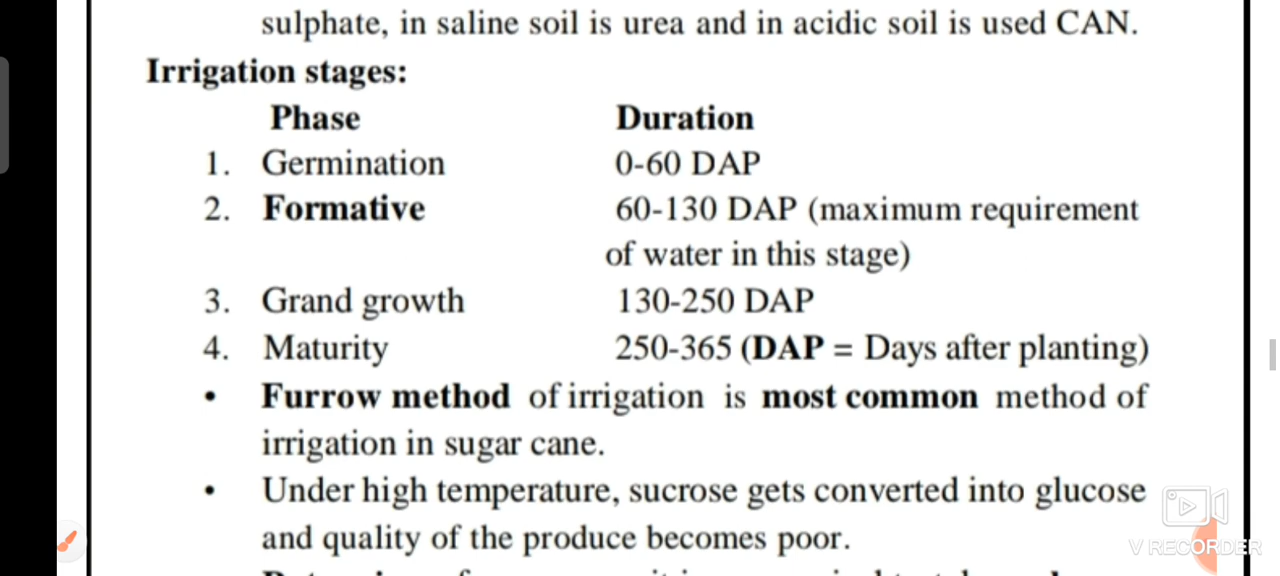 sulphate, in saline soil is urea and in acidic soil is used CAN.
Irrigation stages:
Phase Duration
1. Germination 0-60 DAP
2. Formative 60-130 DAP (maximum requirement
of water in this stage)
3. Grand growth 130-250 DAP
4. Maturity 250-365 (DAP = Days after planting)
• Furrow method of irrigation is most common method of
irrigation in sugar cane.
• Under high temperature, sucrose gets converted into glucose
and quality of the produce becomes poor.
V RECORDER